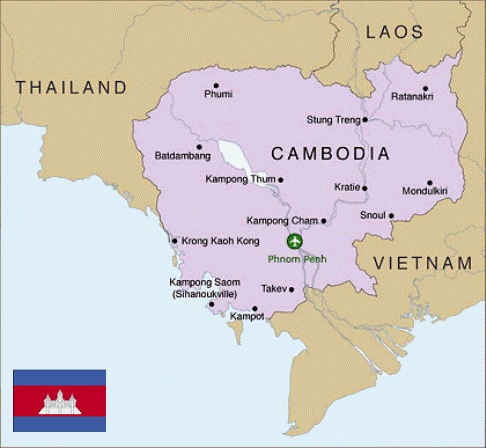 LAOS
THAILAND
Phumi
Ratanakri
Stung Treng
Batdambang
CAMBODIA
Kampong Thum
Kratie
Mondulkiri
Kampong Cham
Snoul
Krong Kaoh Kong
Phnom Penh
VIETNAM
Kampong Saom
(Sihanoukville)
Takev
Kampot